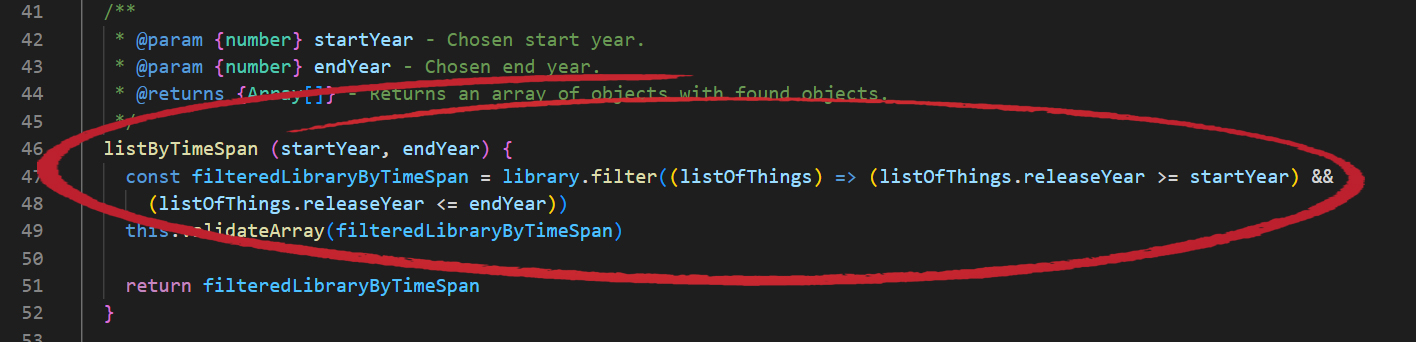 41 /**
42 * @param {number} startYear - Chosen start year.
43 * @param {number} endYear - Chosen end year.
44 * @returns {Array[]} - Returns an array of objects with found objects.
45 */
46 listByTimeSpan (startYear, endYear) {
47 const filteredLibraryByTimeSpan = library.filter((listOfThings) => (listOfThings.releaseYear >= startYear) &&
48 (listOfThings.releaseYear <= endYear))
49 this.validateArray(filteredLibraryByTimeSpan)
50
51 return filteredLibraryByTimeSpan
52 }
53